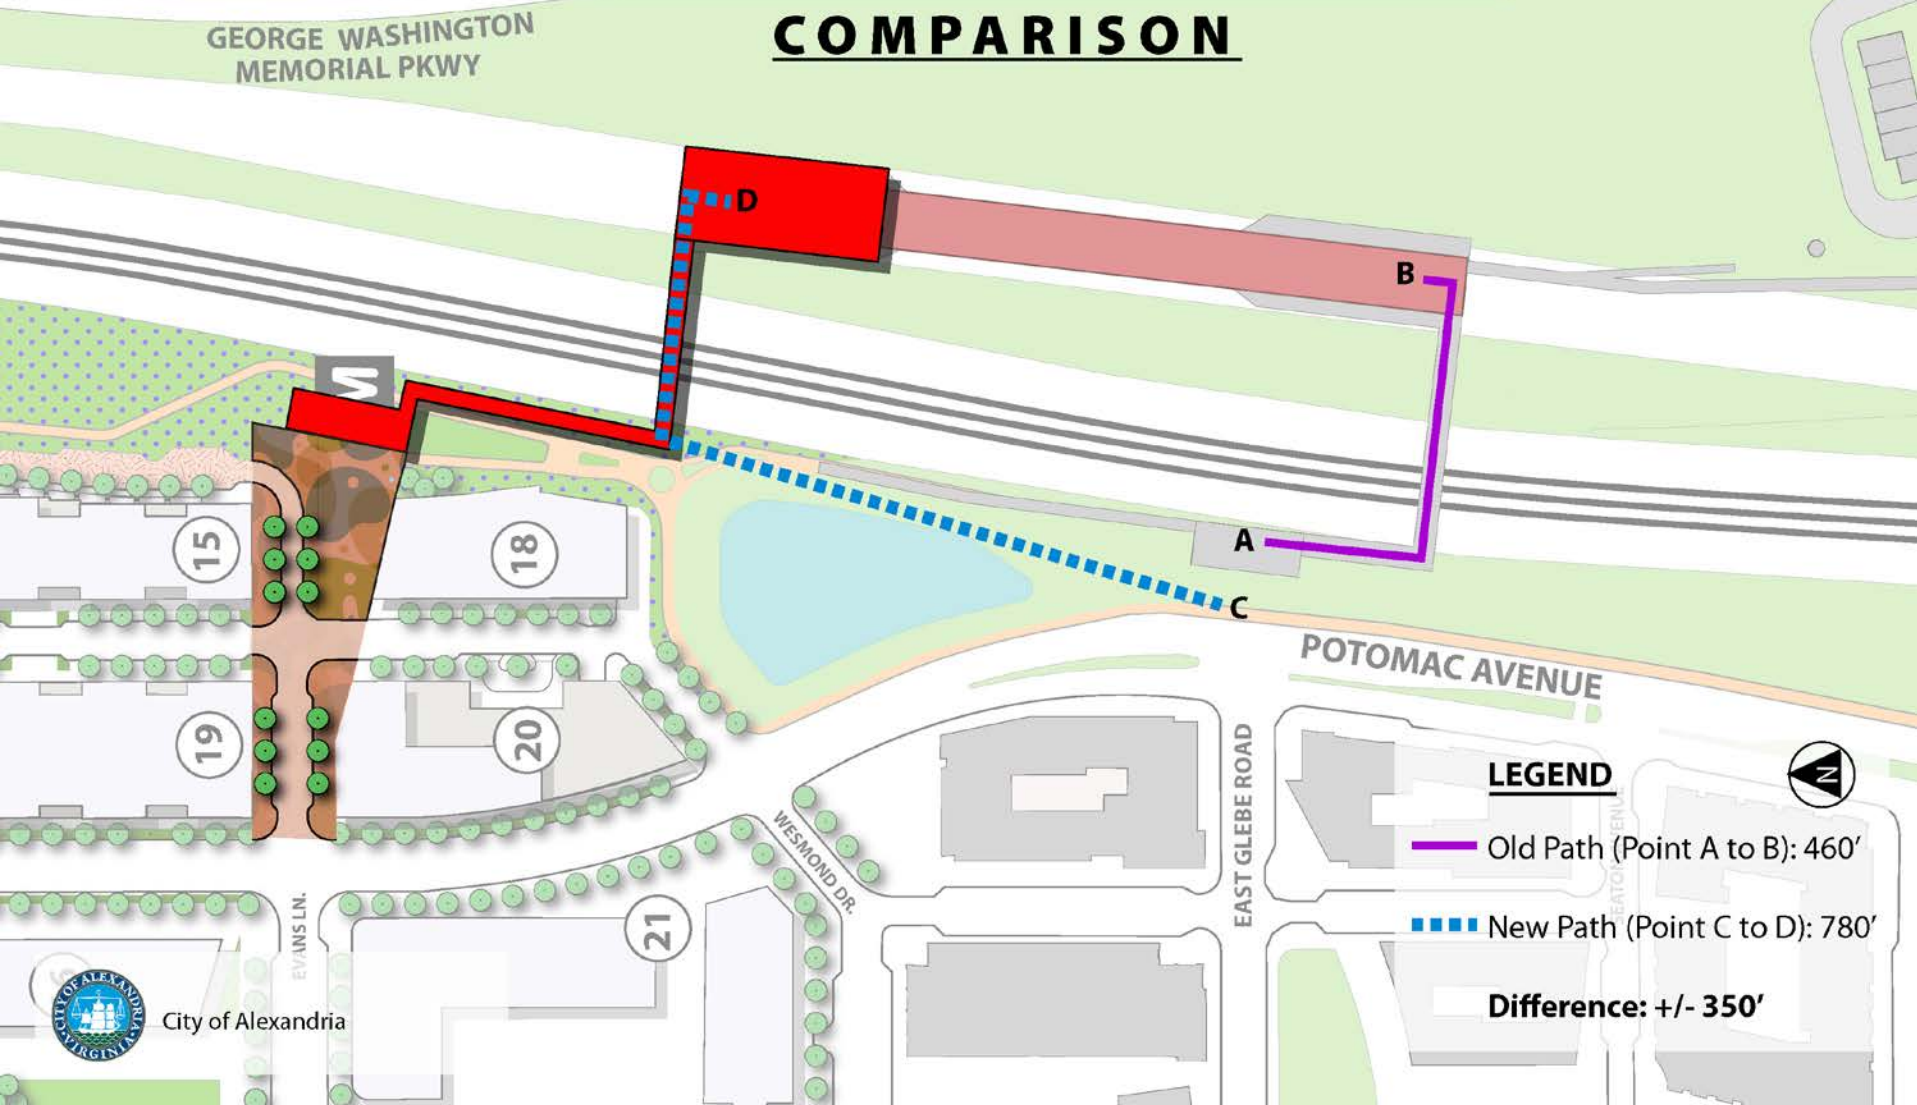 COMPARISON
GEORGE WASHINGTON
MEMORIAL PKWY
D
B
M
A
C
15
18
POTOMAC AVENUE
19
20
EAST GLEBE ROAD
WESMOND DR.
EVANS LN.
21
LEGEND
N
Old Path (Point A to B): 460’
New Path (Point C to D): 780’
Difference: +/- 350’
SEATON AVENUE
CITY OF ALEXANDRIA
VIRGINIA
City of Alexandria